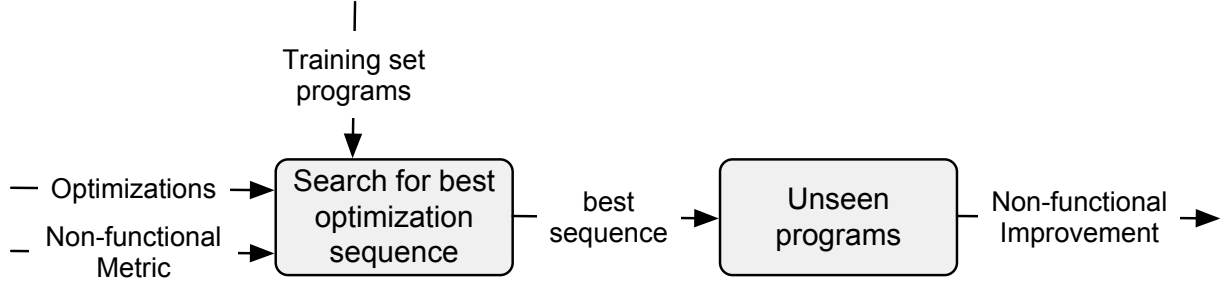 Training set
programs
Optimizations
Non-functional
Metric
Search for best
optimization
sequence
best
sequence
Unseen
programs
Non-functional
Improvement